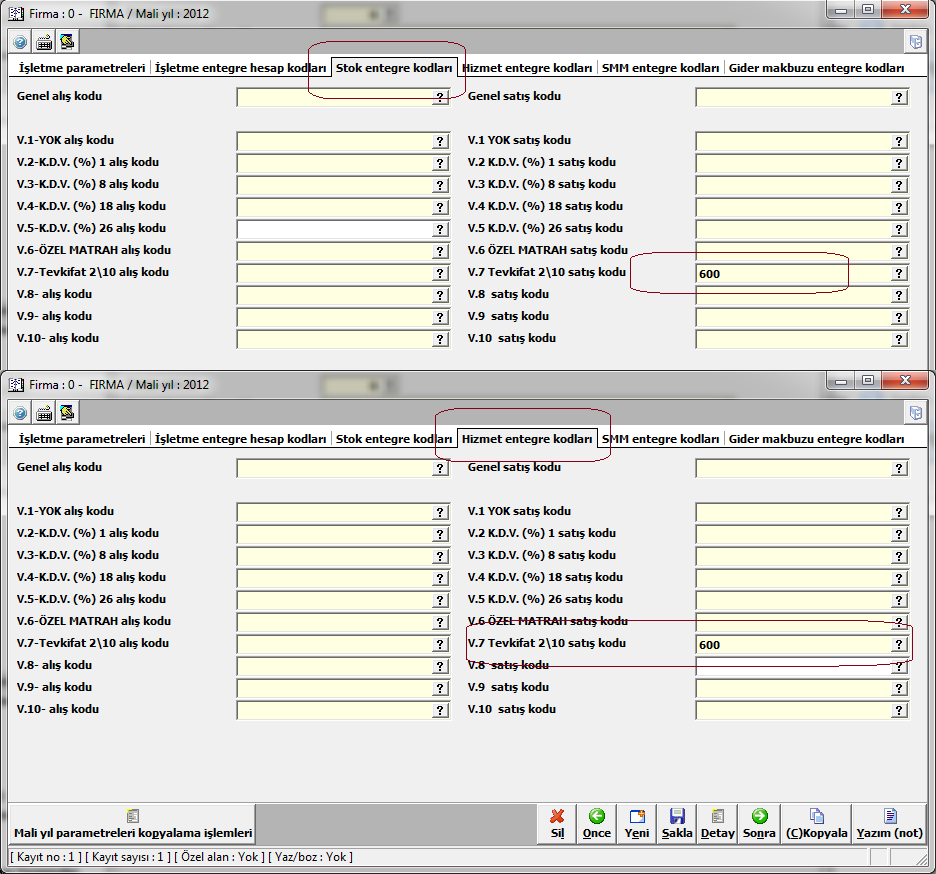 Firma : 0 -  FIRMA / Mali yıl : 2012
İşletme parametreleri İşletme entegre hesap kodları Stok entegre kodları Hizmet entegre kodları SMM entegre kodları Gider makbuzu entegre kodları
Genel alış kodu ? Genel satış kodu ?
V.1-YOK alış kodu ? V.1 YOK satış kodu ?
V.2-K.D.V. (%) 1 alış kodu ? V.2 K.D.V. (%) 1 satış kodu ?
V.3-K.D.V. (%) 8 alış kodu ? V.3 K.D.V. (%) 8 satış kodu ?
V.4-K.D.V. (%) 18 alış kodu ? V.4 K.D.V. (%) 18 satış kodu ?
V.5-K.D.V. (%) 26 alış kodu ? V.5 K.D.V. (%) 26 satış kodu ?
V.6-ÖZEL MATRAH alış kodu ? V.6 ÖZEL MATRAH satış kodu ?
V.7-Tevkifat 2\10 alış kodu ? V.7 Tevkifat 2\10 satış kodu 600 ?
V.8- alış kodu ? V.8  satış kodu ?
V.9- alış kodu ? V.9  satış kodu ?
V.10- alış kodu ? V.10  satış kodu ?
Firma : 0 -  FIRMA / Mali yıl : 2012
İşletme parametreleri İşletme entegre hesap kodları Stok entegre kodları Hizmet entegre kodları SMM entegre kodları Gider makbuzu entegre kodları
Genel alış kodu ? Genel satış kodu ?
V.1-YOK alış kodu ? V.1 YOK satış kodu ?
V.2-K.D.V. (%) 1 alış kodu ? V.2 K.D.V. (%) 1 satış kodu ?
V.3-K.D.V. (%) 8 alış kodu ? V.3 K.D.V. (%) 8 satış kodu ?
V.4-K.D.V. (%) 18 alış kodu ? V.4 K.D.V. (%) 18 satış kodu ?
V.5-K.D.V. (%) 26 alış kodu ? V.5 K.D.V. (%) 26 satış kodu ?
V.6-ÖZEL MATRAH alış kodu ? V.6 ÖZEL MATRAH satış kodu ?
V.7-Tevkifat 2\10 alış kodu ? V.7 Tevkifat 2\10 satış kodu 600 ?
V.8- alış kodu ? V.8  satış kodu ?
V.9- alış kodu ? V.9  satış kodu ?
V.10- alış kodu ? V.10  satış kodu ?
Mali yıl parametreleri kopyalama işlemleri Sil Önce Yeni Sakla Detay Sonra (C)Kopyala Yazım (not)
[ Kayıt no : 1 ] [ Kayıt sayısı : 1 ] [ Özel alan : Yok ] [ Yaz/boz : Yok ]